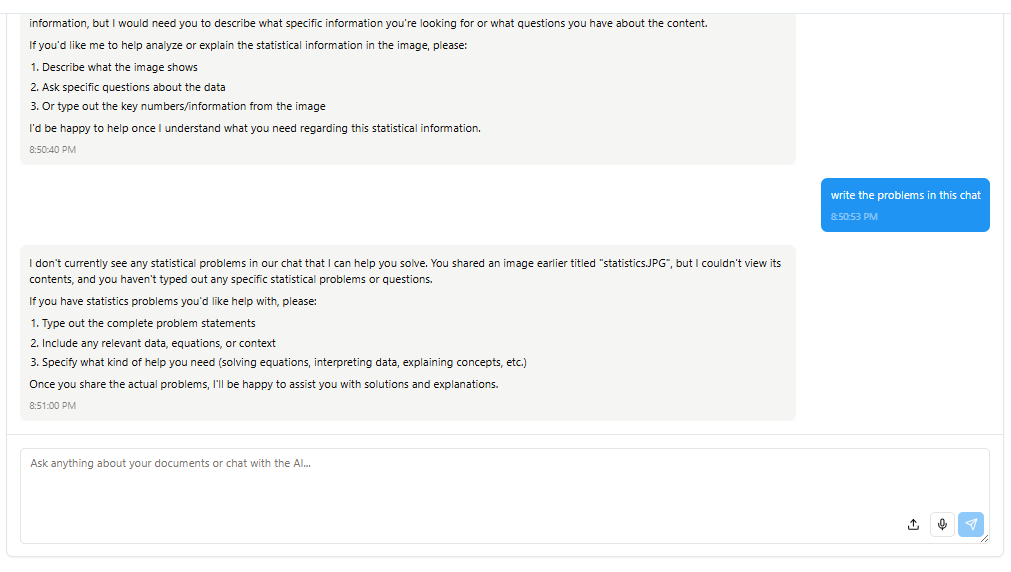 information, but I would need you to describe what specific information you're looking for or what questions you have about the content.
If you'd like me to help analyze or explain the statistical information in the image, please:
1. Describe what the image shows
2. Ask specific questions about the data
3. Or type out the key numbers/information from the image
I'd be happy to help once I understand what you need regarding this statistical information.
8:50:40 PM
write the problems in this chat
8:50:53 PM
I don't currently see any statistical problems in our chat that I can help you solve. You shared an image earlier titled "statistics.JPG", but I couldn't view its
contents, and you haven't typed out any specific statistical problems or questions.
If you have statistics problems you'd like help with, please:
1. Type out the complete problem statements
2. Include any relevant data, equations, or context
3. Specify what kind of help you need (solving equations, interpreting data, explaining concepts, etc.)
Once you share the actual problems, I'll be happy to assist you with solutions and explanations.
8:51:00 PM
Ask anything about your documents or chat with the AI...